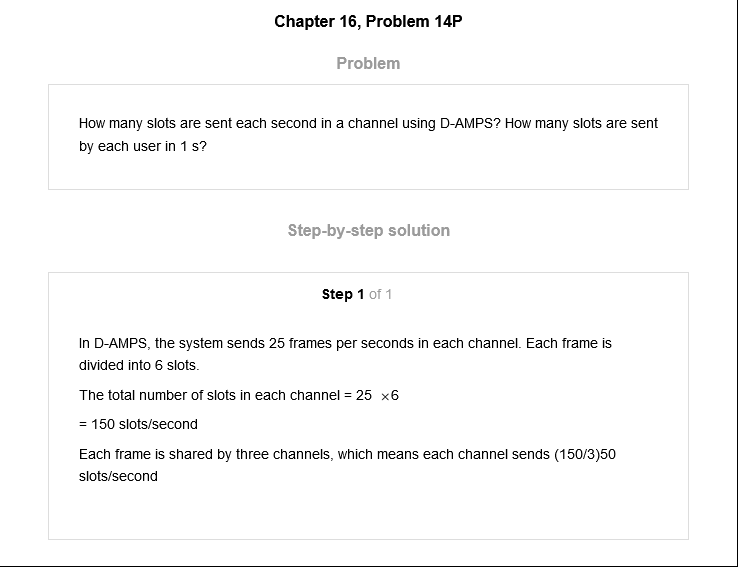 Chapter 16, Problem 14P
Problem
How many slots are sent each second in a channel using D-AMPS? How many slots are sent
by each user in 1 s?
Step-by-step solution
Step 1 of 1
In D-AMPS, the system sends 25 frames per seconds in each channel. Each frame is
divided into 6 slots.
The total number of slots in each channel = 25 ×6
= 150 slots/second
Each frame is shared by three channels, which means each channel sends (150/3)50
slots/second